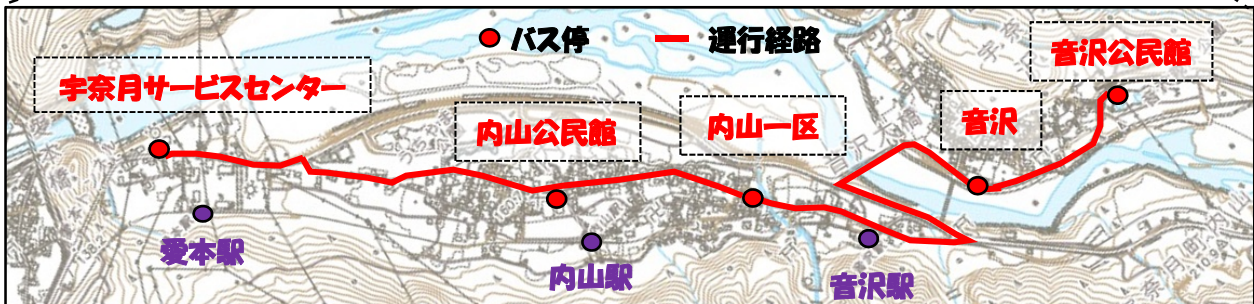 バス停
運行経路
音沢公民館
宇奈月サービスセンター
内山公民館
内山一区
音沢
愛本駅
内山駅
音沢駅